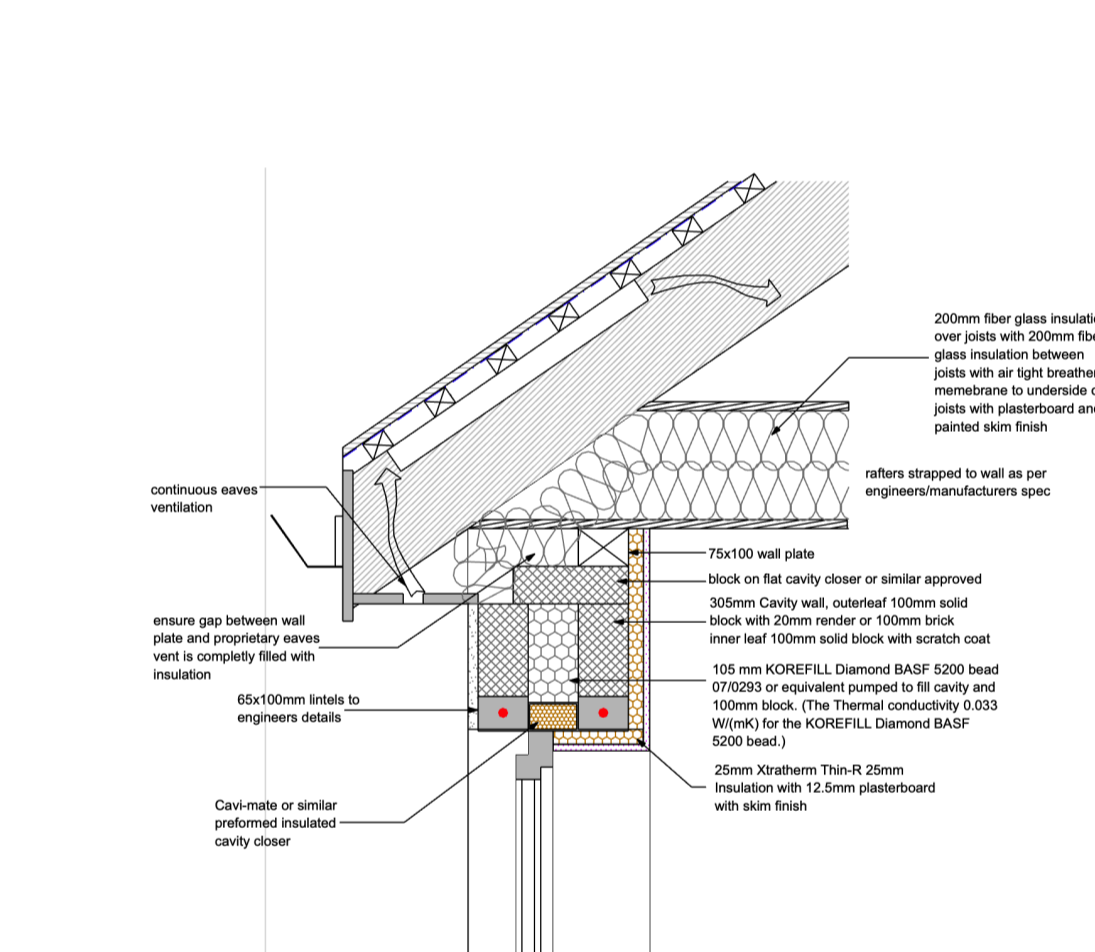 200mm fiber glass insulati
over joists with 200mm fib
glass insulation between
joists with air tight breathe
memebrane to underside
joists with plasterboard an
painted skim finish
rafters strapped to wall as per
engineers/manufacturers spec
continuous eaves
ventilation
75x100 wall plate
block on flat cavity closer or similar approved
305mm Cavity wall, outerleaf 100mm solid
block with 20mm render or 100mm brick
inner leaf 100mm solid block with scratch coat
ensure gap between wall
plate and proprietary eaves
vent is completly filled with
insulation
105 mm KOREFILL Diamond BASF 5200 bead
07/0293 or equivalent pumped to fill cavity and
100mm block. (The Thermal conductivity 0.033
W/(mK) for the KOREFILL Diamond BASF
5200 bead.)
65x100mm lintels to
engineers details
25mm Xtratherm Thin-R 25mm
Insulation with 12.5mm plasterboard
with skim finish
Cavi-mate or similar
preformed insulated
cavity closer